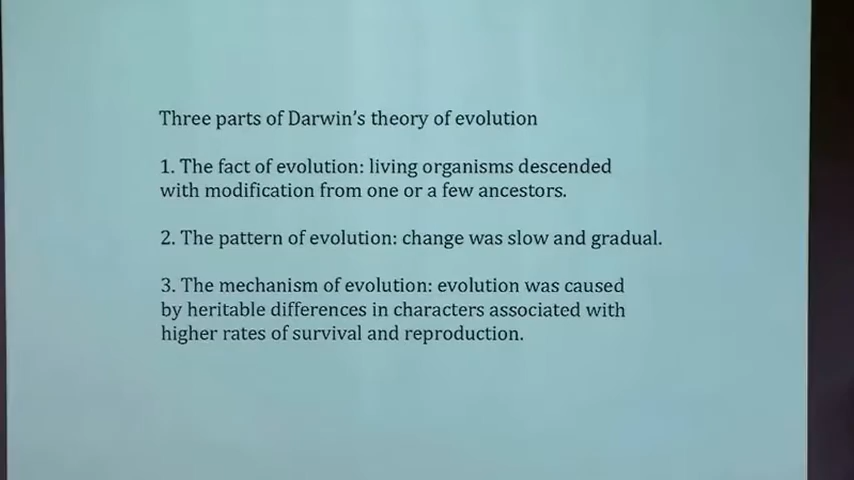 Three parts of Darwin’s theory of evolution
1. The fact of evolution: living organisms descended
with modification from one or a few ancestors.
2. The pattern of evolution: change was slow and gradual.
3. The mechanism of evolution: evolution was caused
by heritable differences in characters associated with
higher rates of survival and reproduction.